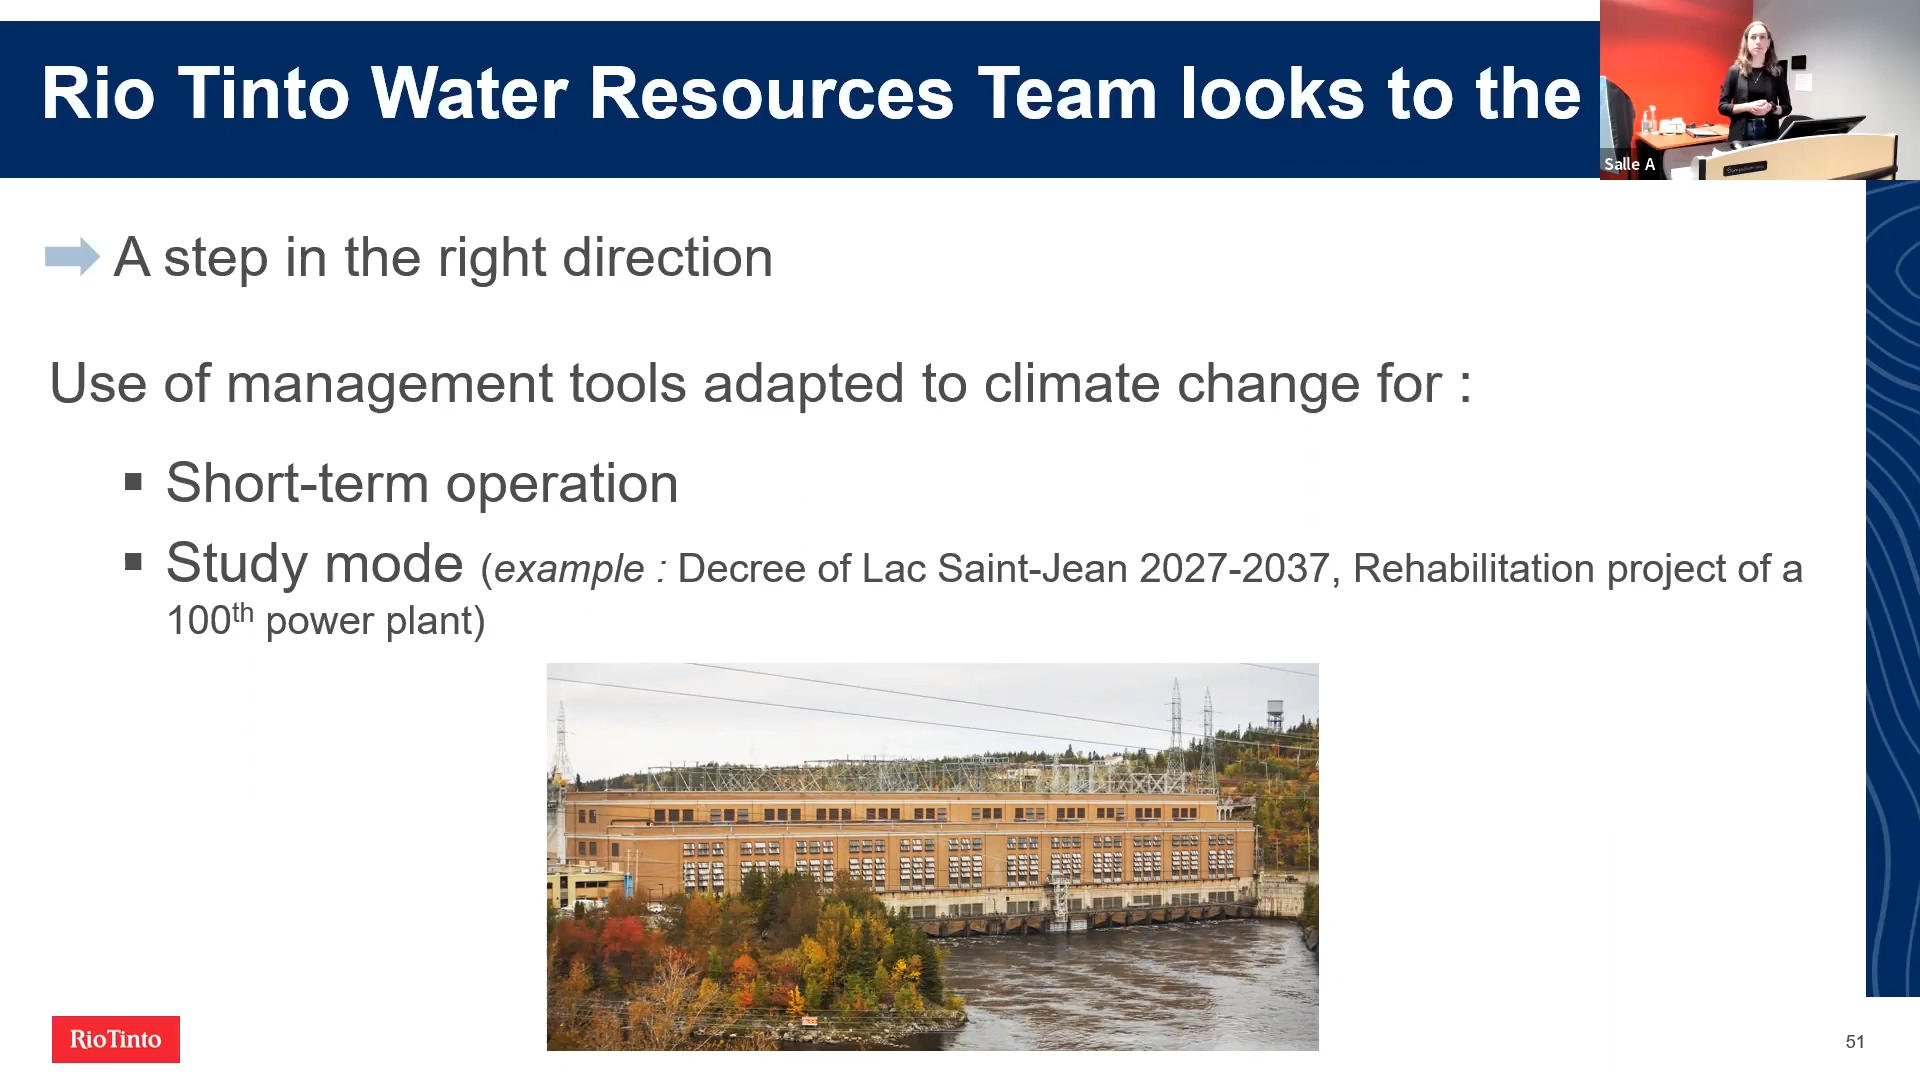 Rio Tinto Water Resources Team looks to the
Salle A
A step in the right direction
Use of management tools adapted to climate change for :
▪ Short-term operation
▪ Study mode (example : Decree of Lac Saint-Jean 2027-2037, Rehabilitation project of a
100th power plant)
RioTinto
51